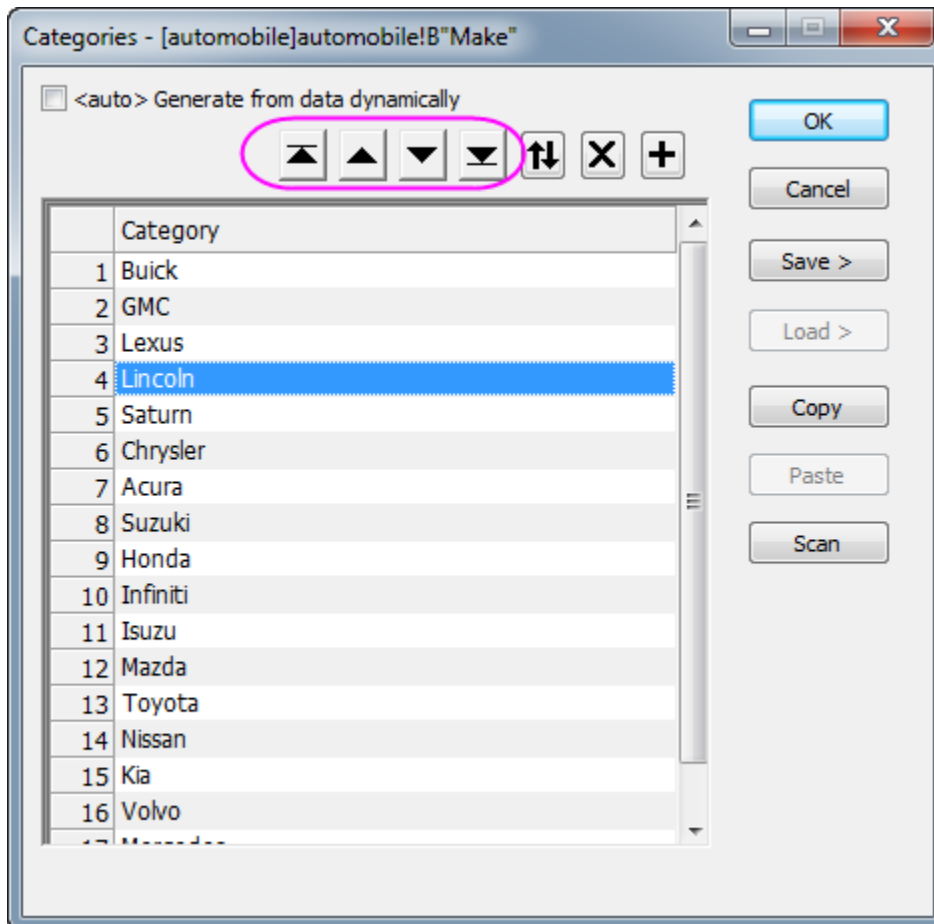 Categories - [automobile]automobile!B"Make"
<auto> Generate from data dynamically
OK
Cancel
Save >
Load >
Copy
Paste
Scan
Category
1 Buick
2 GMC
3 Lexus
4 Lincoln
5 Saturn
6 Chrysler
7 Acura
8 Suzuki
9 Honda
10 Infiniti
11 Isuzu
12 Mazda
13 Toyota
14 Nissan
15 Kia
16 Volvo